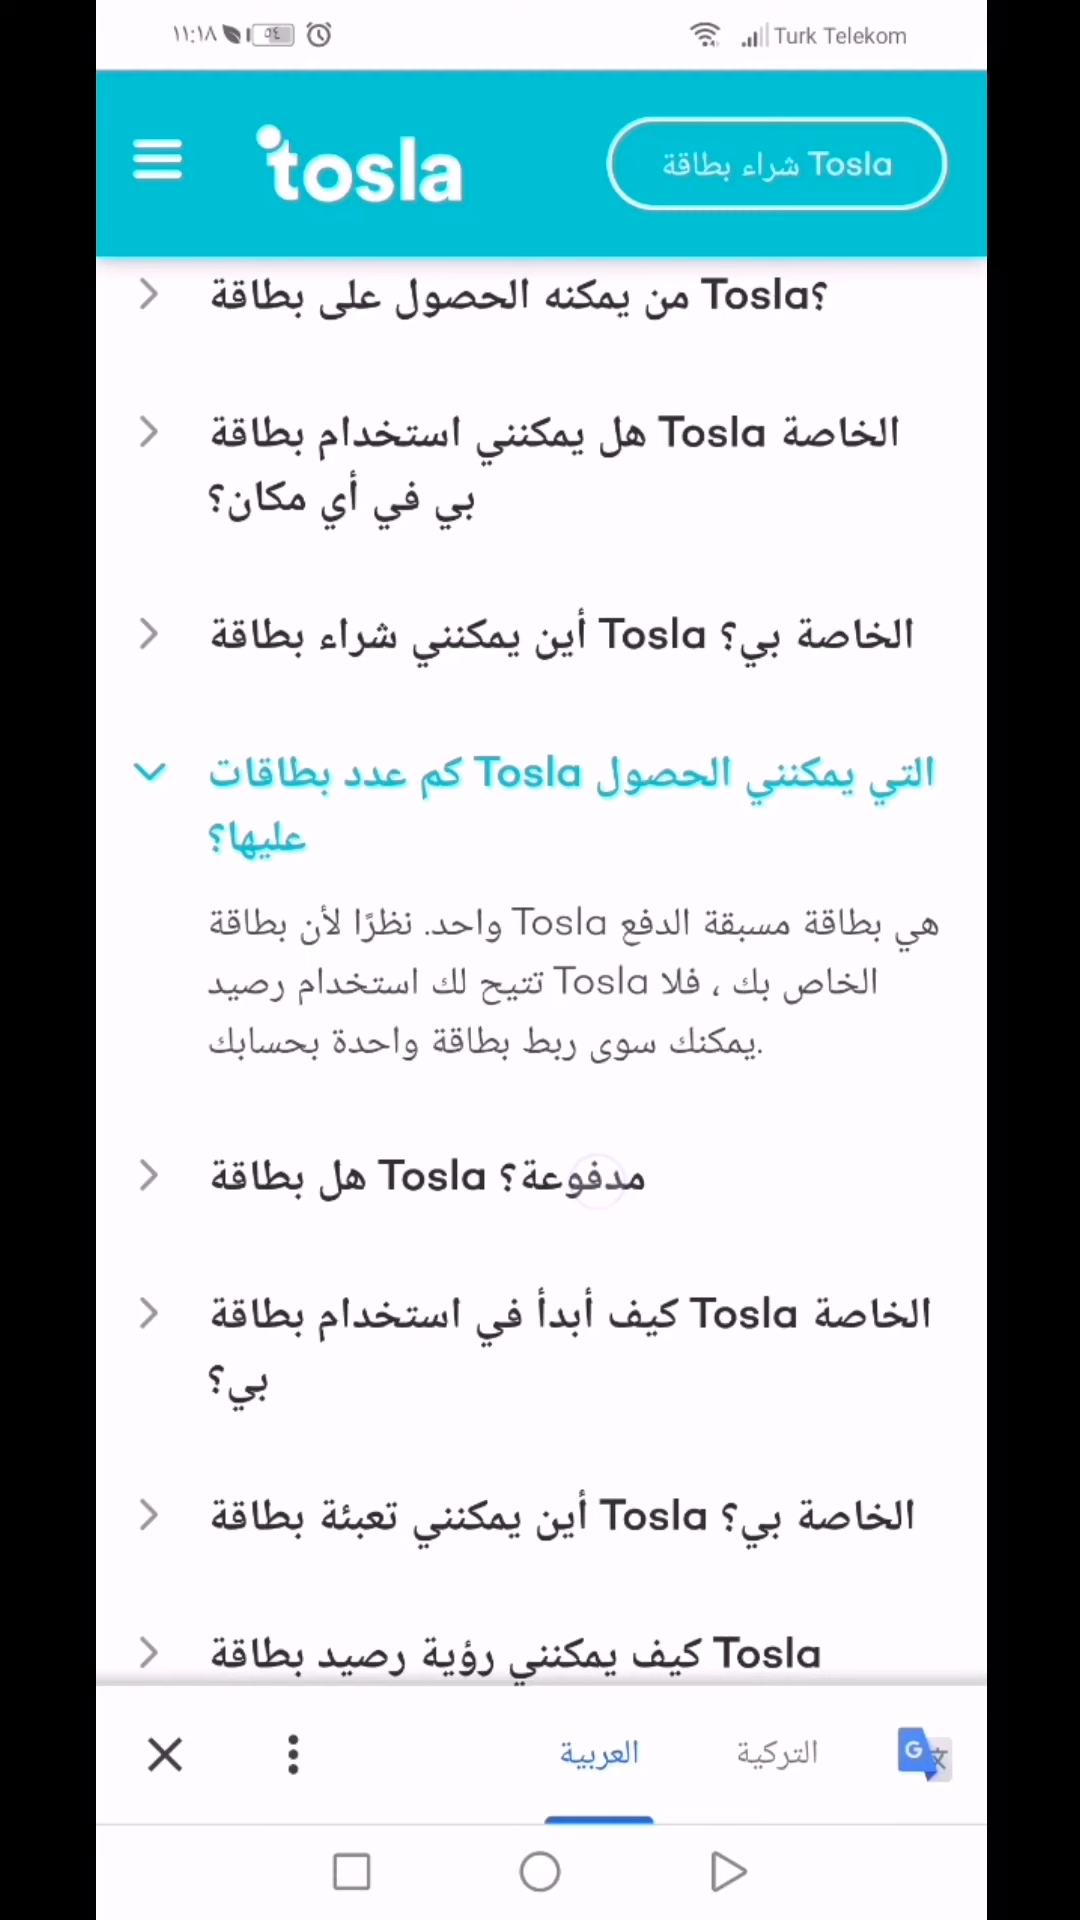 ١١:١٨
٥٤
Turk Telekom
tosla
شراء بطاقة Tosla
من يمكنه الحصول على بطاقة Tosla؟
هل يمكنني استخدام بطاقة Tosla الخاصة
بي في أي مكان؟
أين يمكنني شراء بطاقة Tosla الخاصة بي؟
كم عدد بطاقات Tosla التي يمكنني الحصول
عليها؟
واحد. نظرًا لأن بطاقة Tosla هي بطاقة مسبقة الدفع
تتيح لك استخدام رصيد Tosla الخاص بك ، فلا
يمكنك سوى ربط بطاقة واحدة بحسابك.
هل بطاقة Tosla مدفوعة؟
كيف أبدأ في استخدام بطاقة Tosla الخاصة
بي؟
أين يمكنني تعبئة بطاقة Tosla الخاصة بي؟
كيف يمكنني رؤية رصيد بطاقة Tosla
العربية
التركية
G文